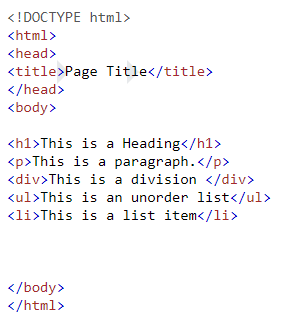 <!DOCTYPE html>
<html>
<head>
<title>Page Title</title>
</head>
<body>
<h1>This is a Heading</h1>
<p>This is a paragraph.</p>
<div>This is a division </div>
<ul>This is an unorder list</ul>
<li>This is a list item</li>
</body>
</html>